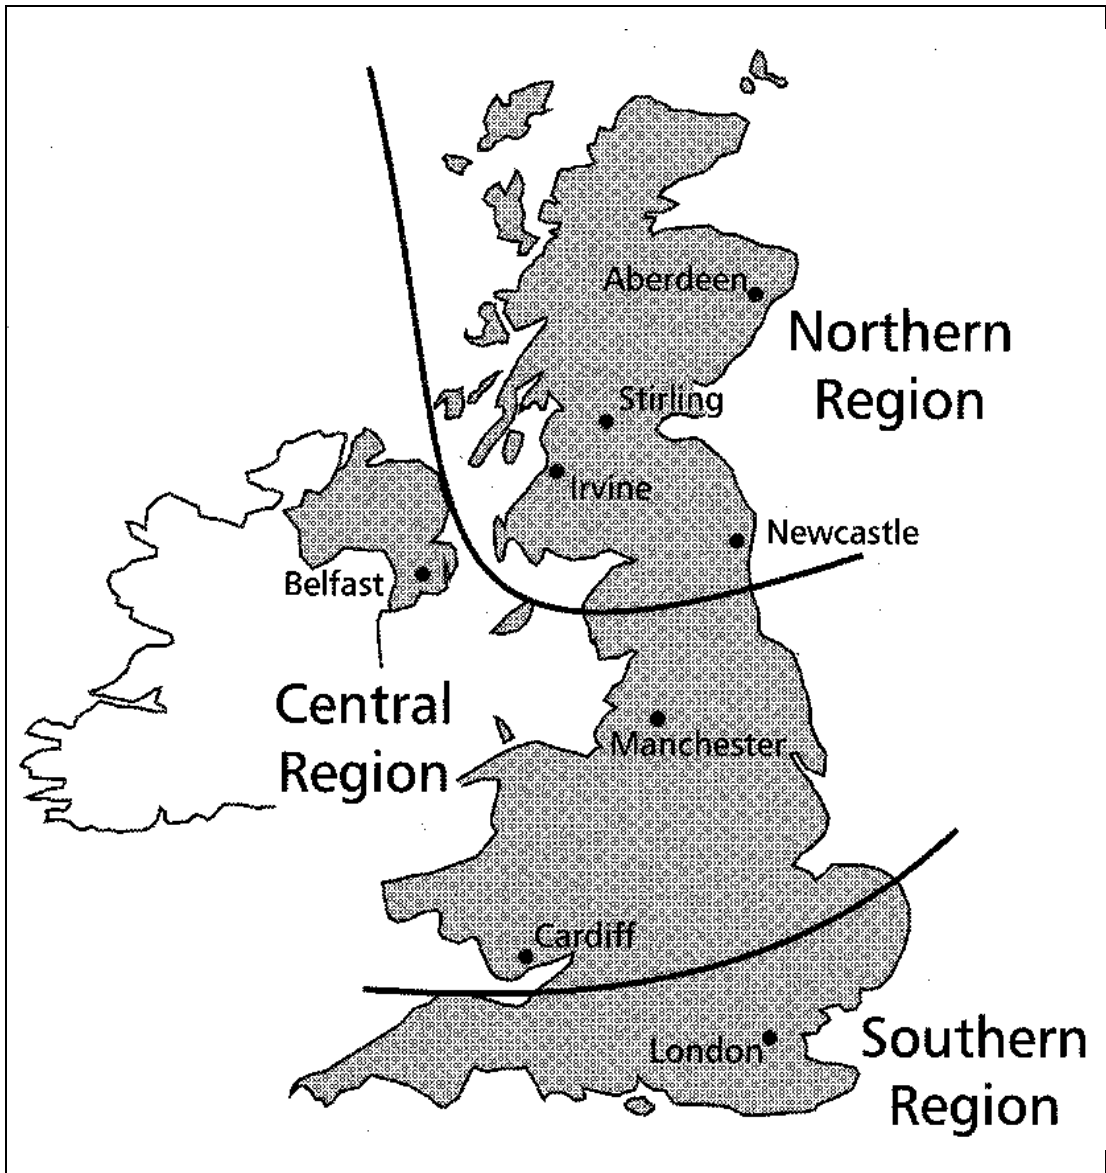 Aberdeen
Northern
Region
Stirling
Irvine
Newcastle
Belfast
Central
Region
Manchester
Cardiff
London
Southern
Region